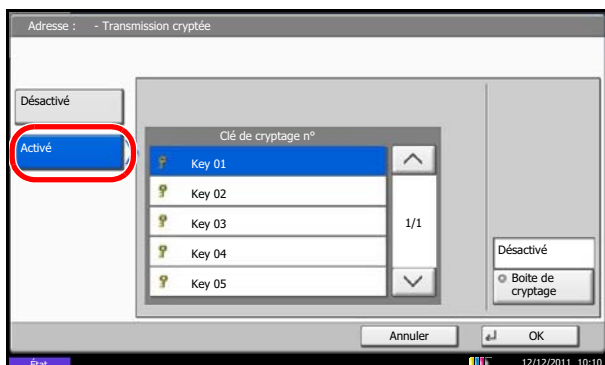 Adresse : - Transmission cryptée
Désactivé
Activé
Clé de cryptage n°
Key 01
Key 02
Key 03
Key 04
Key 05
1/1
Désactivé
Boite de
cryptage
Annuler
OK
État
12/12/2011 10:10